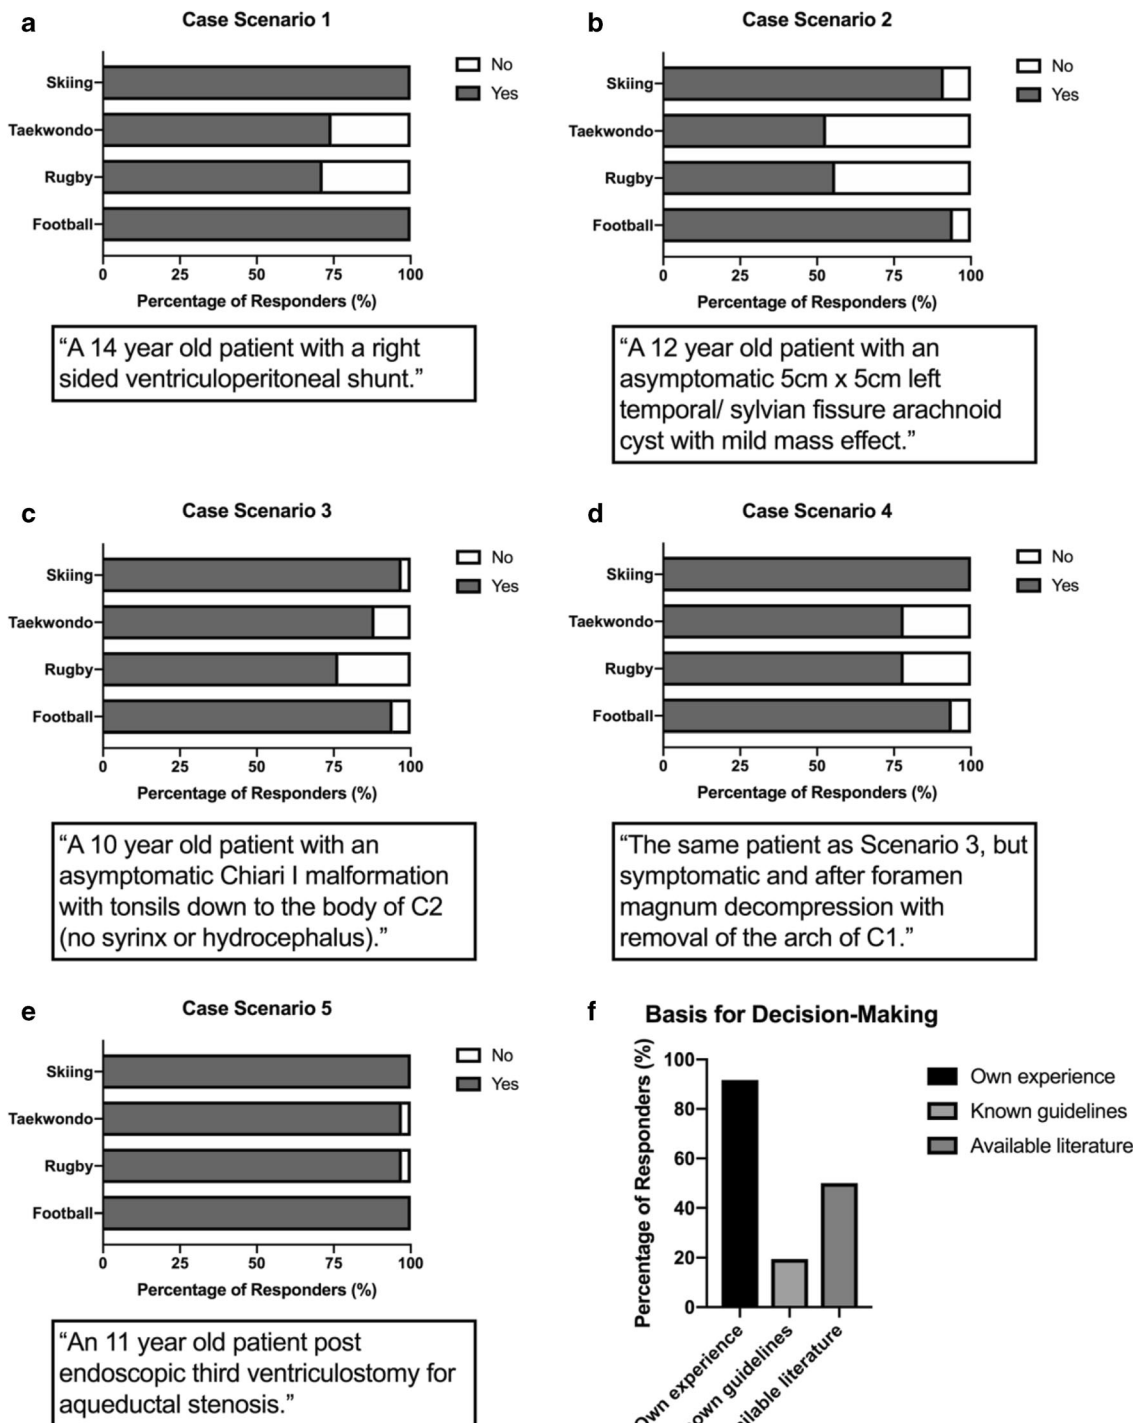 a
Case Scenario 1
No
Yes
Skiing
Taekwondo
Rugby
Football
0 25 50 75 100
Percentage of Responders (%)
“A 14 year old patient with a right
sided ventriculoperitoneal shunt.”
b
Case Scenario 2
No
Yes
Skiing
Taekwondo
Rugby
Football
0 25 50 75 100
Percentage of Responders (%)
“A 12 year old patient with an
asymptomatic 5cm x 5cm left
temporal/ sylvian fissure arachnoid
cyst with mild mass effect.”
c
Case Scenario 3
No
Yes
Skiing
Taekwondo
Rugby
Football
0 25 50 75 100
Percentage of Responders (%)
“A 10 year old patient with an
asymptomatic Chiari I malformation
with tonsils down to the body of C2
(no syrinx or hydrocephalus).”
d
Case Scenario 4
No
Yes
Skiing
Taekwondo
Rugby
Football
0 25 50 75 100
Percentage of Responders (%)
“The same patient as Scenario 3, but
symptomatic and after foramen
magnum decompression with
removal of the arch of C1.”
e
Case Scenario 5
No
Yes
Skiing
Taekwondo
Rugby
Football
0 25 50 75 100
Percentage of Responders (%)
“An 11 year old patient post
endoscopic third ventriculostomy for
aqueductal stenosis.”
f
Basis for Decision-Making
Percentage of Responders (%)
100
80
60
40
20
0
Own experience
Known guidelines
Available literature
Own experience
guidelines
literature